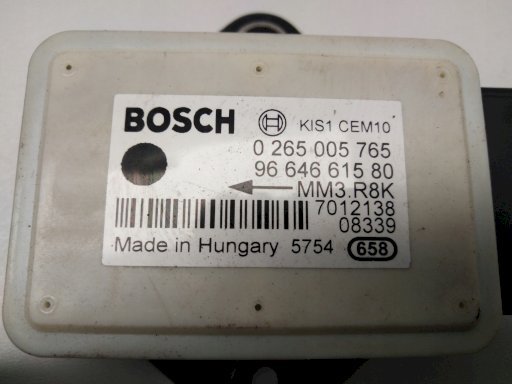 BOSCH KIS1 CEM10
0 265 005 765
96 646 615 80
MM3.R8K
7012138
08339
Made in Hungary 5754 658